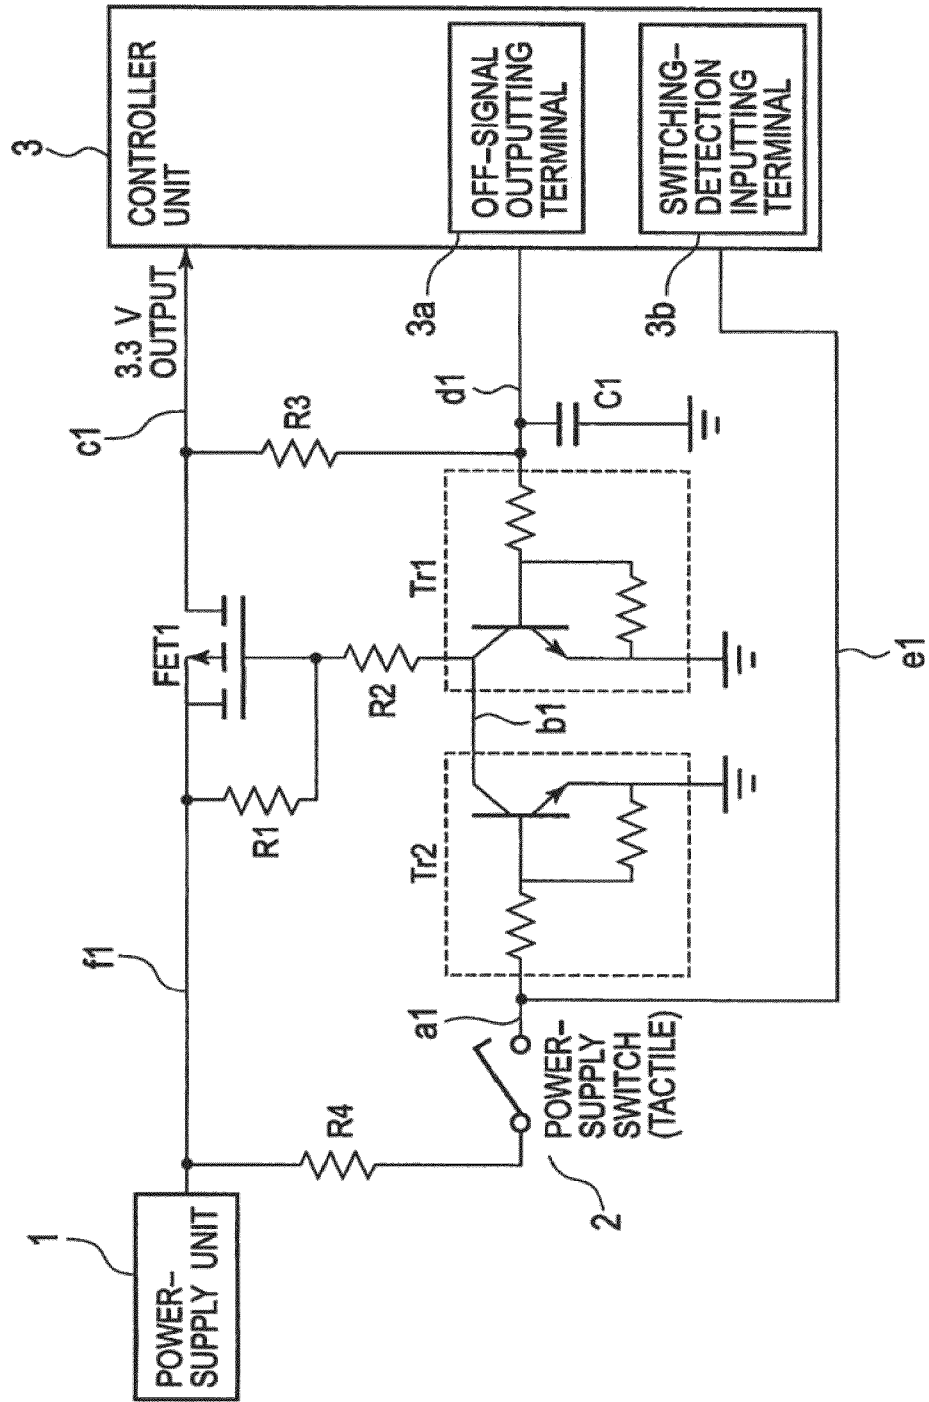 1
POWER-
SUPPLY UNIT
f1
R4
R1
FET1
R2
R3
c1
3.3 V
OUTPUT
3
CONTROLLER
UNIT
OFF-SIGNAL
OUTPUTTING
TERMINAL
3a
SWITCHING-
DETECTION
INPUTTING
TERMINAL
3b
2
POWER-
SUPPLY
SWITCH
(TACTILE)
a1
Tr2
b1
Tr1
d1
C1
e1